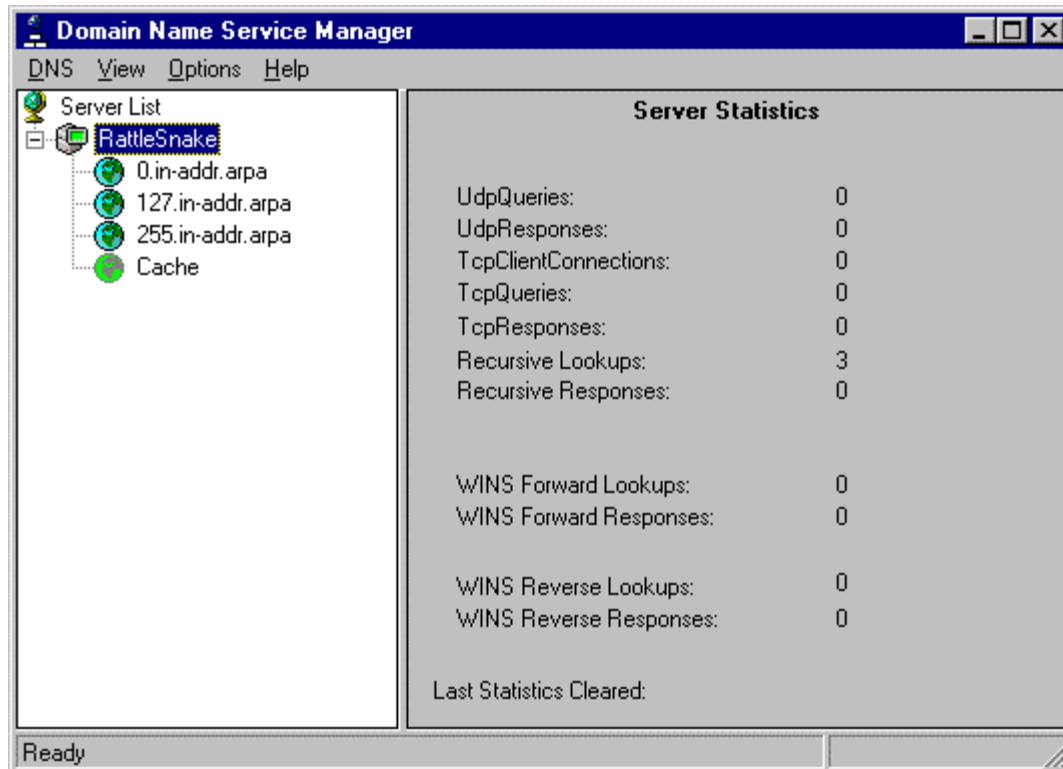 Domain Name Service Manager
DNS View Options Help
Server List
RattleSnake
0.in-addr.arpa
127.in-addr.arpa
255.in-addr.arpa
Cache
Server Statistics
UdpQueries: 0
UdpResponses: 0
TcpClientConnections: 0
TcpQueries: 0
TcpResponses: 0
Recursive Lookups: 3
Recursive Responses: 0
WINS Forward Lookups: 0
WINS Forward Responses: 0
WINS Reverse Lookups: 0
WINS Reverse Responses: 0
Last Statistics Cleared:
Ready